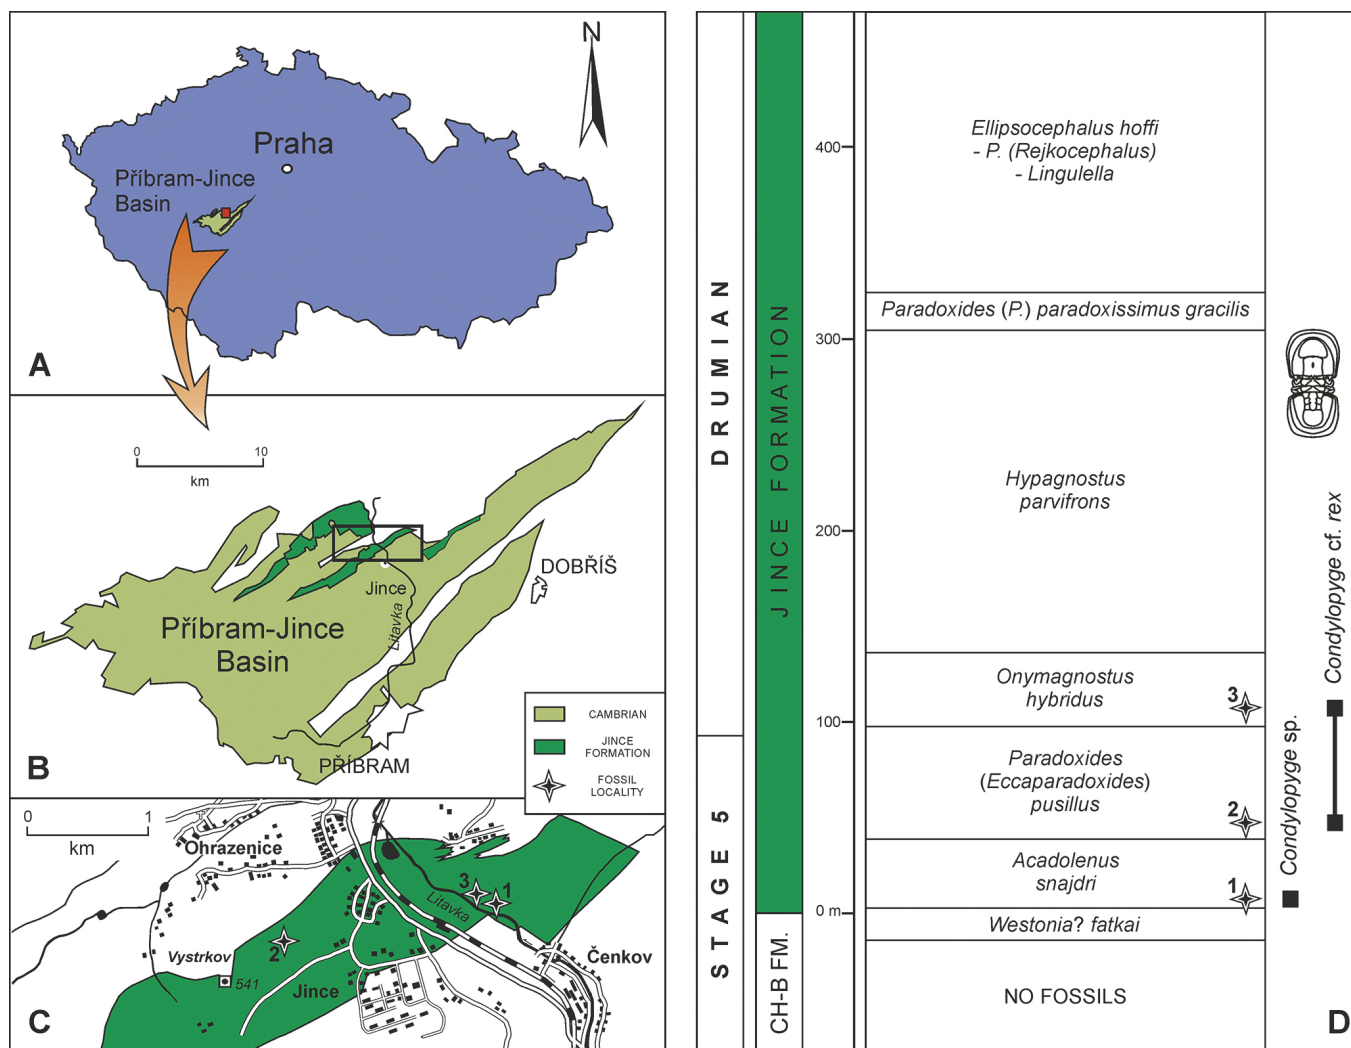 N
Praha
Příbram-Jince
Basin
A
0 10
km
DOBŘÍŠ
Jince
Litavka
Příbram-Jince
Basin
PŘÍBRAM
B
CAMBRIAN
JINCE
FORMATION
FOSSIL
LOCALITY
0 1
km
Ohrazenice
3
1
Litavka
2
Vystrkov
541
Jince
Čenkov
C
DRUMIAN
STAGE 5
JINCE FORMATION
CH-B FM.
400
300
200
100
0 m
Ellipsocephalus hoffi
- P. (Rejkocephalus)
- Lingulella
Paradoxides (P.) paradoxissimus gracilis
Hypagnostus
parvifrons
Onymagnostus
hybridus
3
Paradoxides
(Eccaparadoxides)
pusillus
2
Acadolenus
snajdri
1
Westonia? fatkai
NO FOSSILS
Condylopyge sp.
Condylopyge cf. rex
D